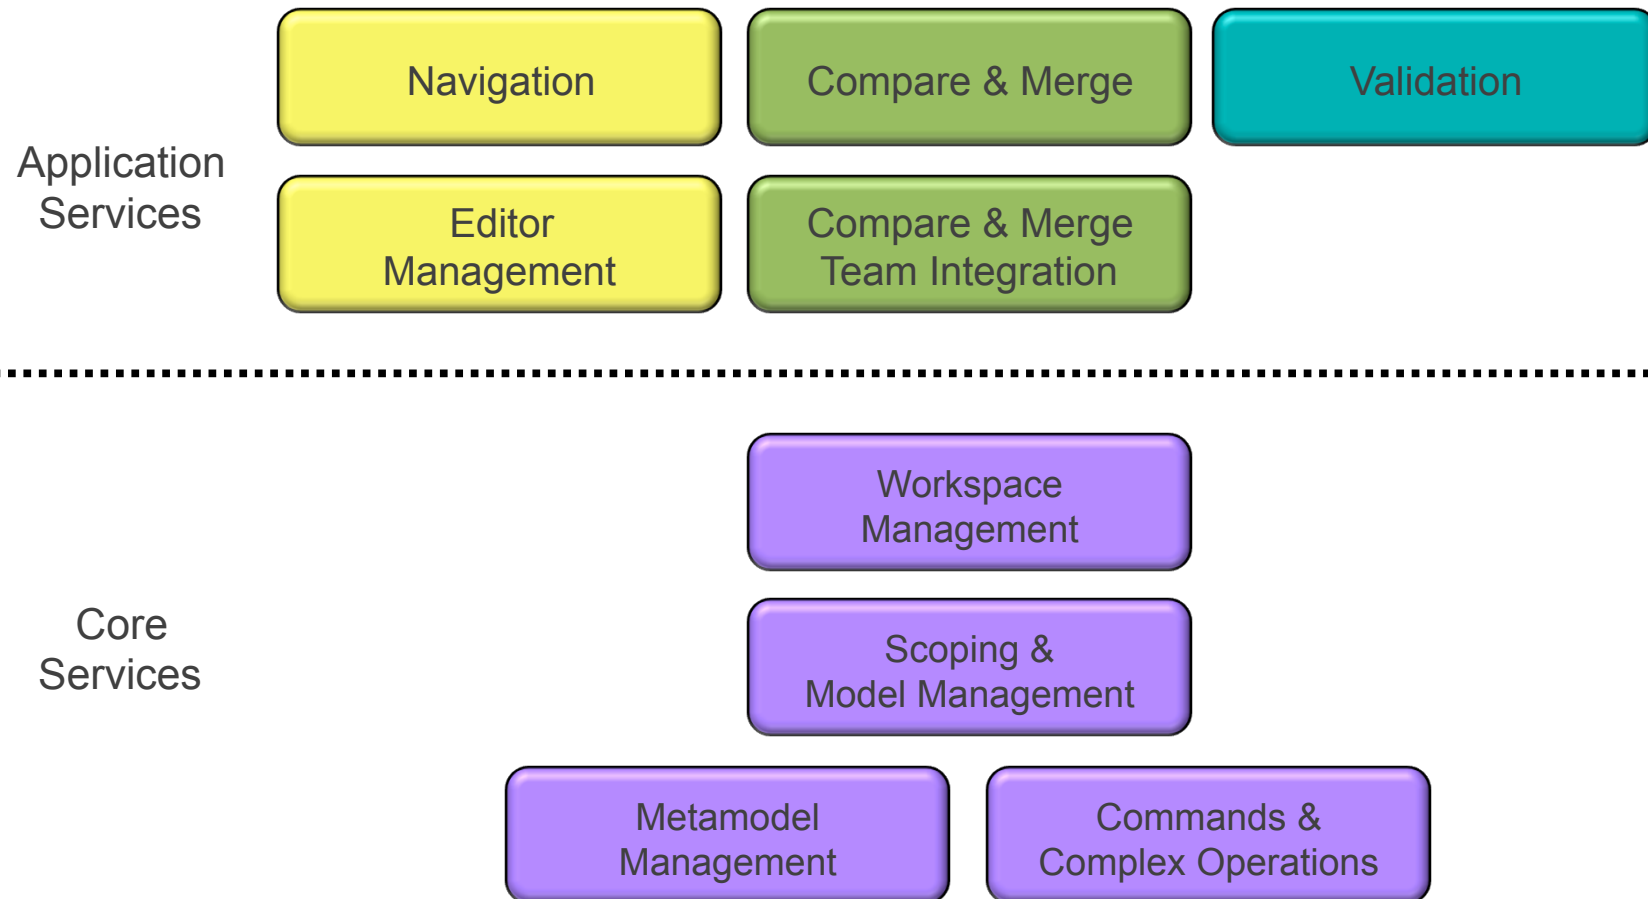 Navigation
Compare & Merge
Validation
Application
Services
Editor
Management
Compare & Merge
Team Integration
Workspace
Management
Core
Services
Scoping &
Model Management
Metamodel
Management
Commands &
Complex Operations